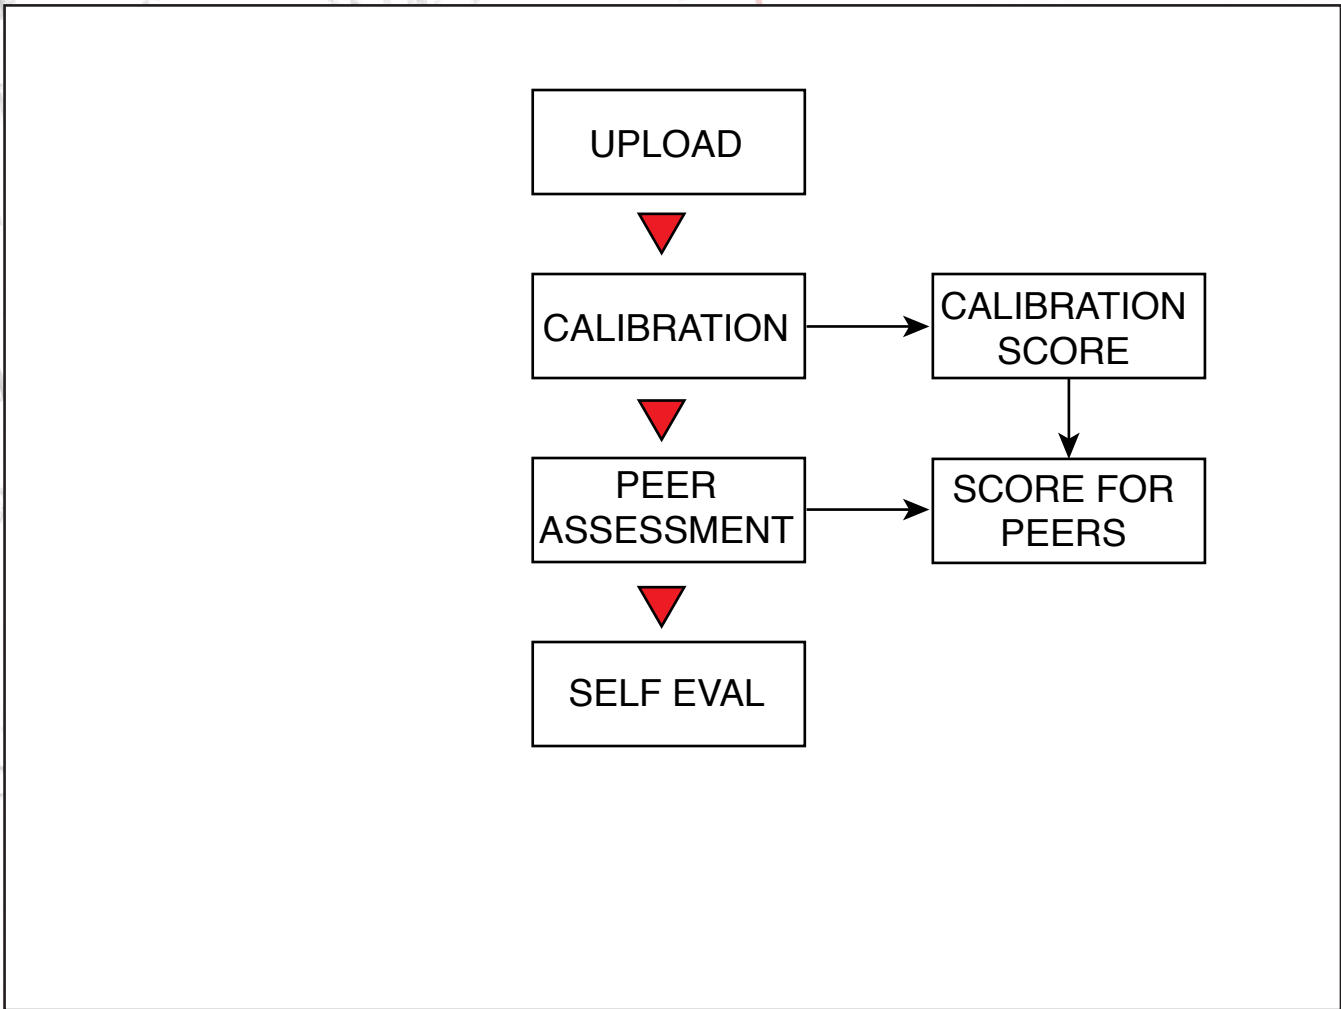 UPLOAD
CALIBRATION
CALIBRATION
SCORE
PEER
ASSESSMENT
SCORE FOR
PEERS
SELF EVAL